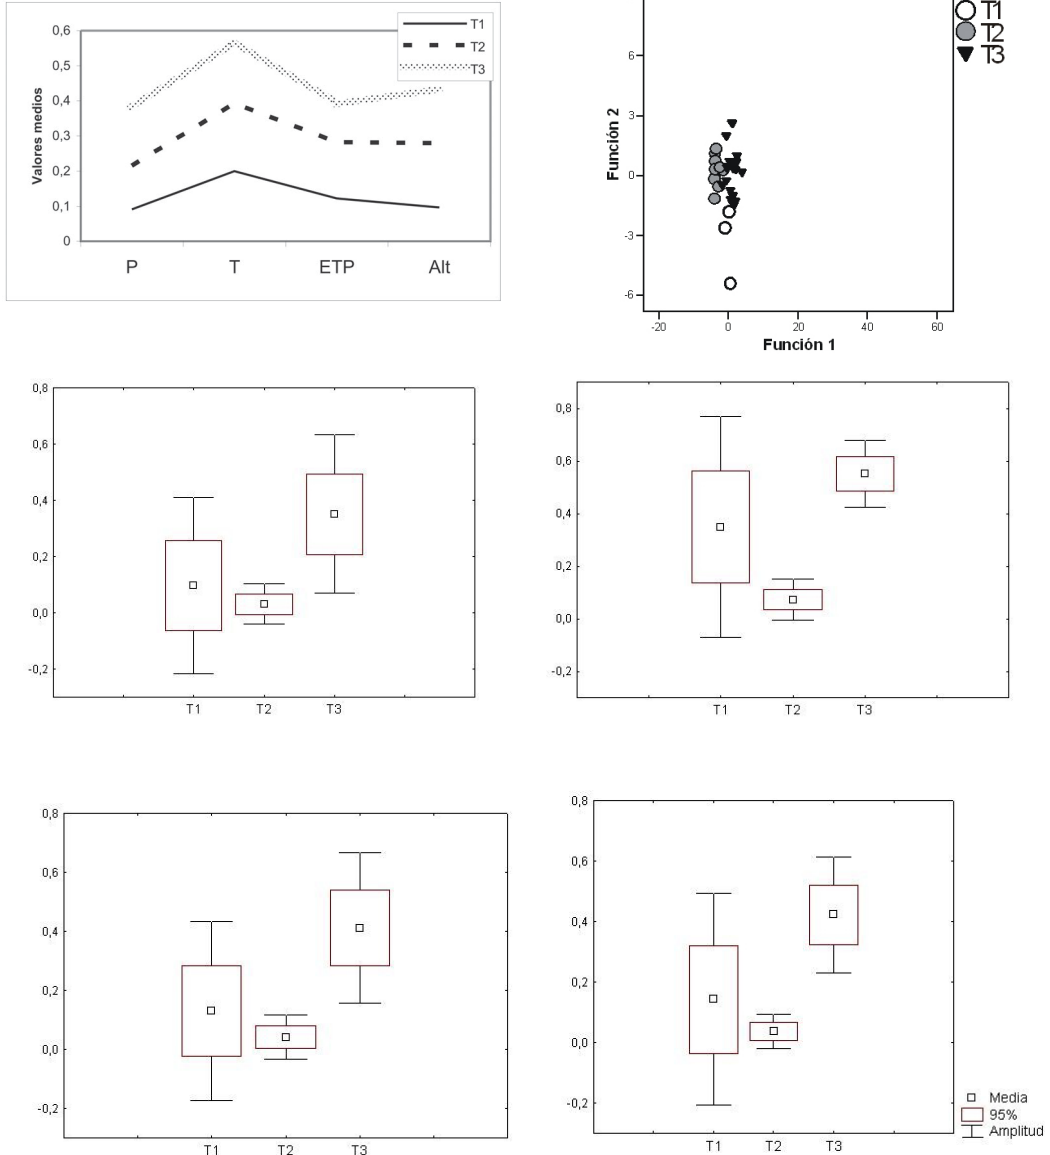 0,6
0,5
0,4
0,3
0,2
0,1
0
Valores medios
P T ETP Alt
T1
T2
T3
T1
T2
T3
6
3
0
-3
-6
Función 2
-20 0 20 40 60
Función 1
0,8
0,6
0,4
0,2
0,0
-0,2
T1 T2 T3
0,8
0,6
0,4
0,2
0,0
-0,2
T1 T2 T3
0,8
0,6
0,4
0,2
0,0
-0,2
T1 T2 T3
0,8
0,6
0,4
0,2
0,0
-0,2
T1 T2 T3
Media
95%
Amplitud